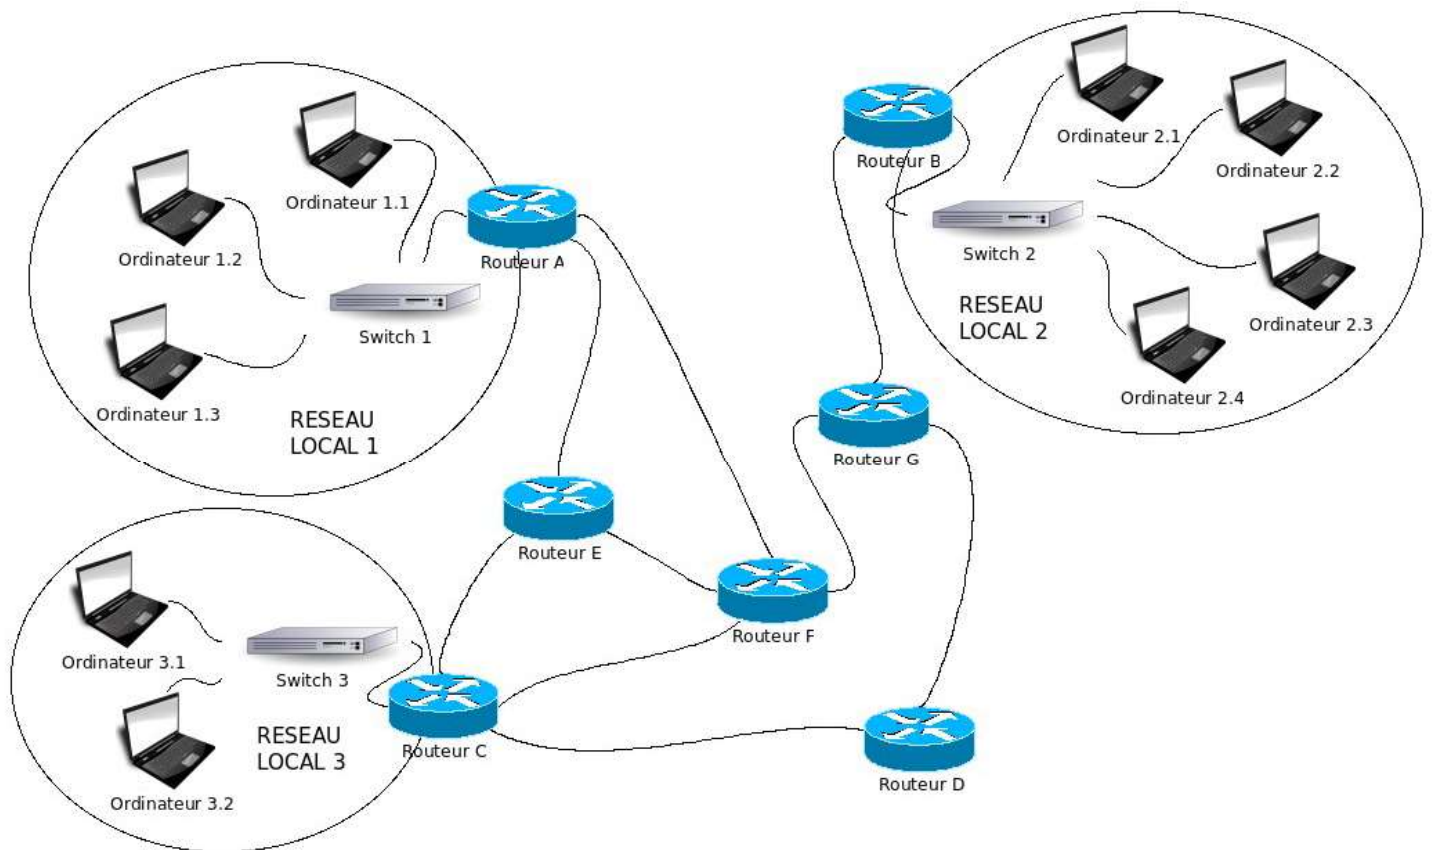 Ordinateur 1.1
Ordinateur 1.2
Ordinateur 1.3
Switch 1
Routeur A
RESEAU
LOCAL 1
Routeur B
Ordinateur 2.1
Ordinateur 2.2
Switch 2
RESEAU
LOCAL 2
Ordinateur 2.3
Ordinateur 2.4
Routeur G
Routeur E
Routeur F
Ordinateur 3.1
Switch 3
RESEAU
LOCAL 3
Routeur C
Ordinateur 3.2
Routeur D